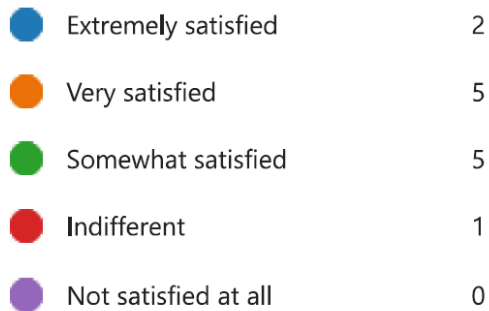 Extremely satisfied 2
Very satisfied 5
Somewhat satisfied 5
Indifferent 1
Not satisfied at all 0